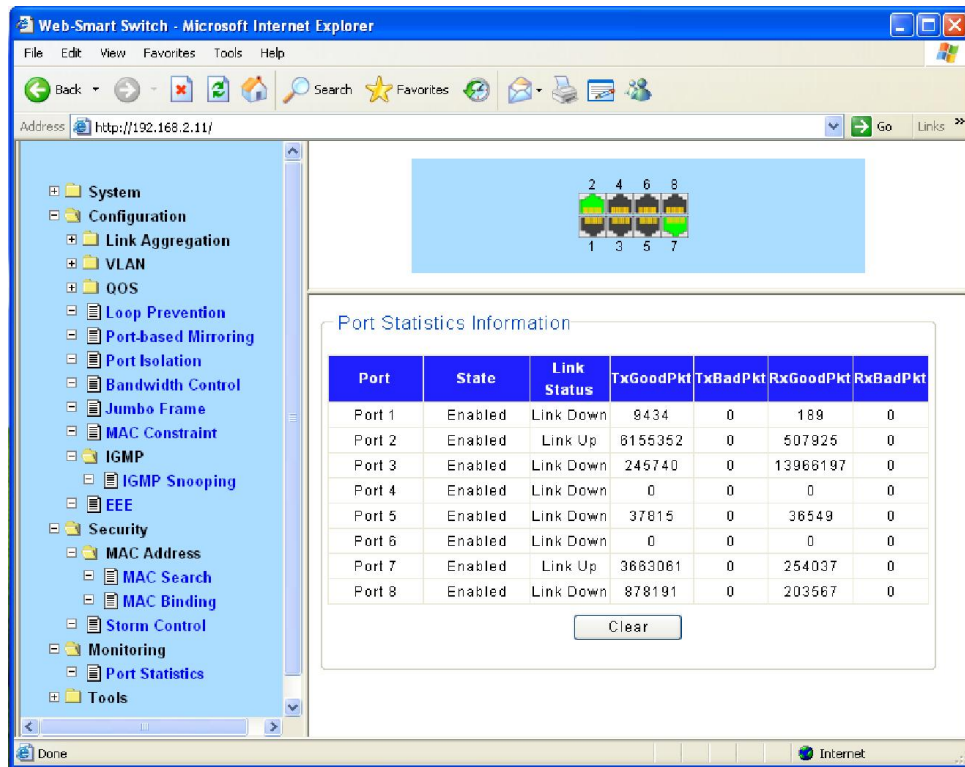 Web-Smart Switch - Microsoft Internet Explorer
File Edit View Favorites Tools Help
Back Search Favorites
Address http://192.168.2.11/ Go Links »
System
Configuration
Link Aggregation
VLAN
QOS
Loop Prevention
Port-based Mirroring
Port Isolation
Bandwidth Control
Jumbo Frame
MAC Constraint
IGMP
IGMP Snooping
EEE
Security
MAC Address
MAC Search
MAC Binding
Storm Control
Monitoring
Port Statistics
Tools
2 4 6 8
1 3 5 7
Port Statistics Information
Port State Link Status TxGoodPkt TxBadPkt RxGoodPkt RxBadPkt
Port 1 Enabled Link Down 9434 0 189 0
Port 2 Enabled Link Up 6155352 0 507925 0
Port 3 Enabled Link Down 245740 0 13966197 0
Port 4 Enabled Link Down 0 0 0 0
Port 5 Enabled Link Down 37815 0 36549 0
Port 6 Enabled Link Down 0 0 0 0
Port 7 Enabled Link Up 3663061 0 254037 0
Port 8 Enabled Link Down 878191 0 203567 0
Clear
Done Internet